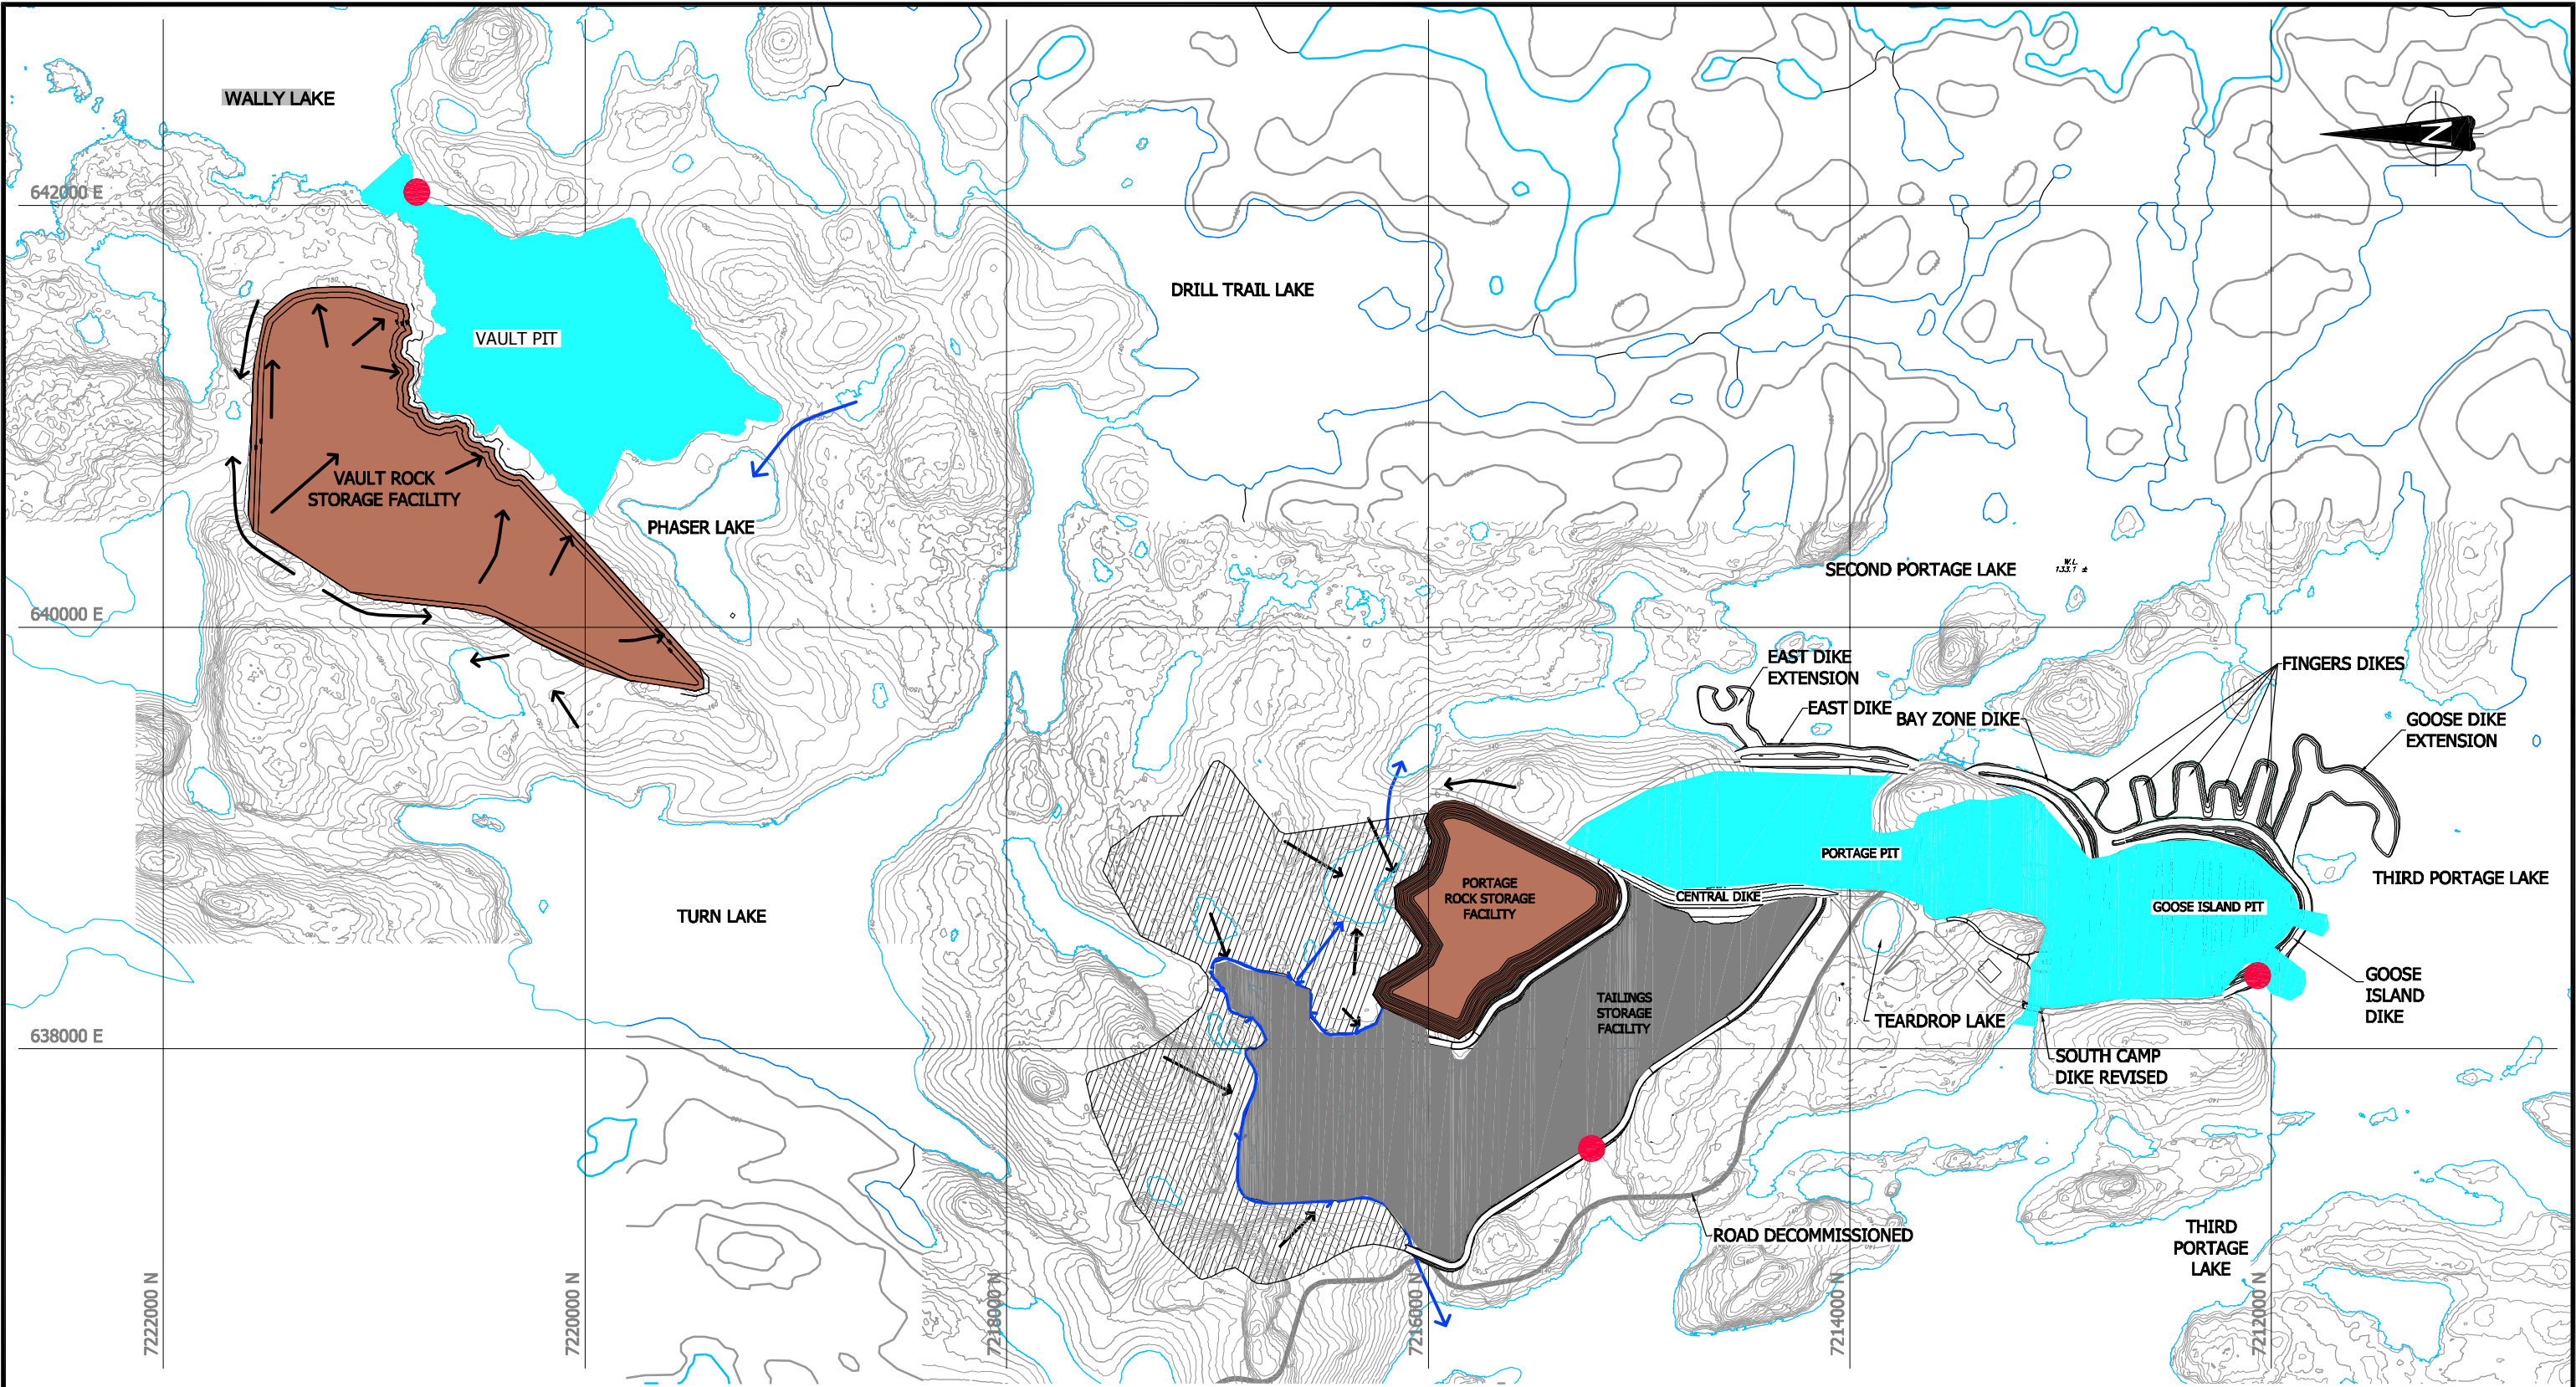 WALLY LAKE
642000 E
N
DRILL TRAIL LAKE
VAULT PIT
VAULT ROCK
STORAGE FACILITY
PHASER LAKE
SECOND PORTAGE LAKE
W.L.
133.1 ±
640000 E
EAST DIKE
EXTENSION
FINGERS DIKES
EAST DIKE
BAY ZONE DIKE
GOOSE DIKE
EXTENSION
PORTAGE PIT
THIRD PORTAGE LAKE
PORTAGE
ROCK STORAGE
FACILITY
CENTRAL DIKE
GOOSE ISLAND PIT
TURN LAKE
TAILINGS
STORAGE
FACILITY
GOOSE
ISLAND
DIKE
TEARDROP LAKE
638000 E
SOUTH CAMP
DIKE REVISED
ROAD DECOMMISSIONED
THIRD
PORTAGE
LAKE
7222000 N
7220000 N
7218000 N
7216000 N
7214000 N
7212000 N